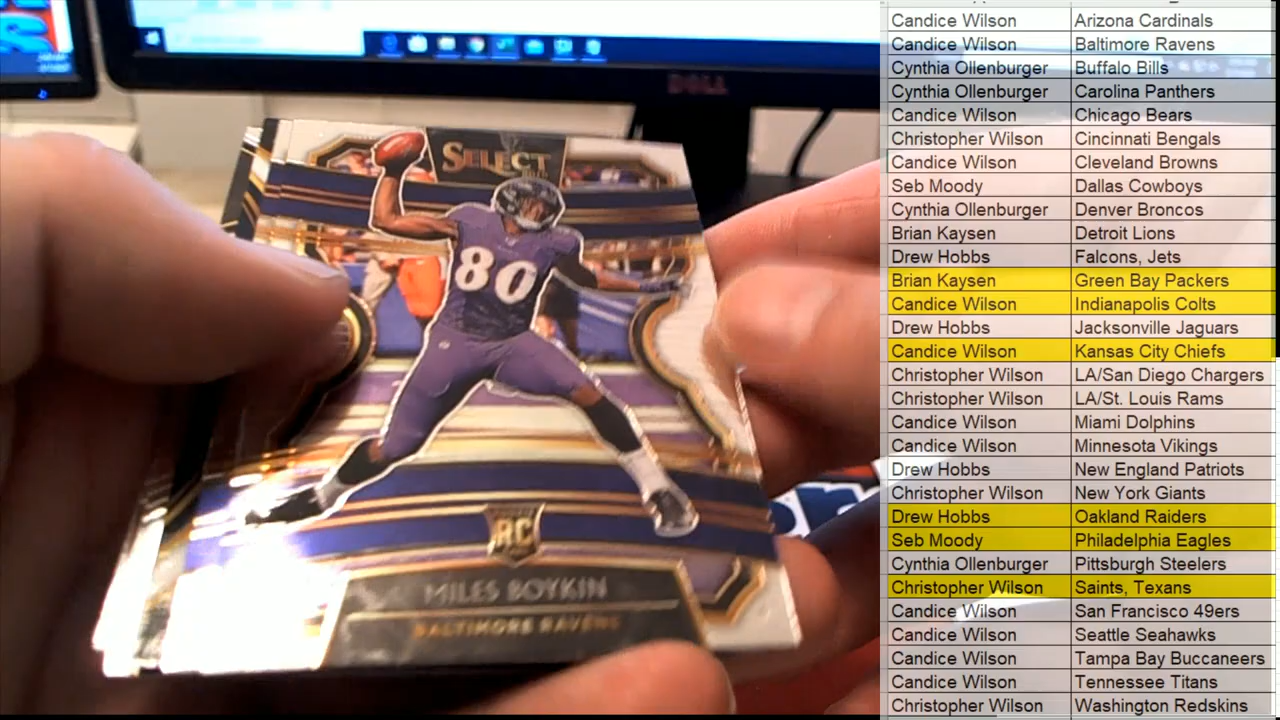 DELL
SELECT
80
RC
MILES BOYKIN
BALTIMORE RAVENS
Candice Wilson Arizona Cardinals
Candice Wilson Baltimore Ravens
Cynthia Ollenburger Buffalo Bills
Cynthia Ollenburger Carolina Panthers
Candice Wilson Chicago Bears
Christopher Wilson Cincinnati Bengals
Candice Wilson Cleveland Browns
Seb Moody Dallas Cowboys
Cynthia Ollenburger Denver Broncos
Brian Kaysen Detroit Lions
Drew Hobbs Falcons, Jets
Brian Kaysen Green Bay Packers
Candice Wilson Indianapolis Colts
Drew Hobbs Jacksonville Jaguars
Candice Wilson Kansas City Chiefs
Christopher Wilson LA/San Diego Chargers
Christopher Wilson LA/St. Louis Rams
Candice Wilson Miami Dolphins
Candice Wilson Minnesota Vikings
Drew Hobbs New England Patriots
Christopher Wilson New York Giants
Drew Hobbs Oakland Raiders
Seb Moody Philadelphia Eagles
Cynthia Ollenburger Pittsburgh Steelers
Christopher Wilson Saints, Texans
Candice Wilson San Francisco 49ers
Candice Wilson Seattle Seahawks
Candice Wilson Tampa Bay Buccaneers
Candice Wilson Tennessee Titans
Christopher Wilson Washington Redskins